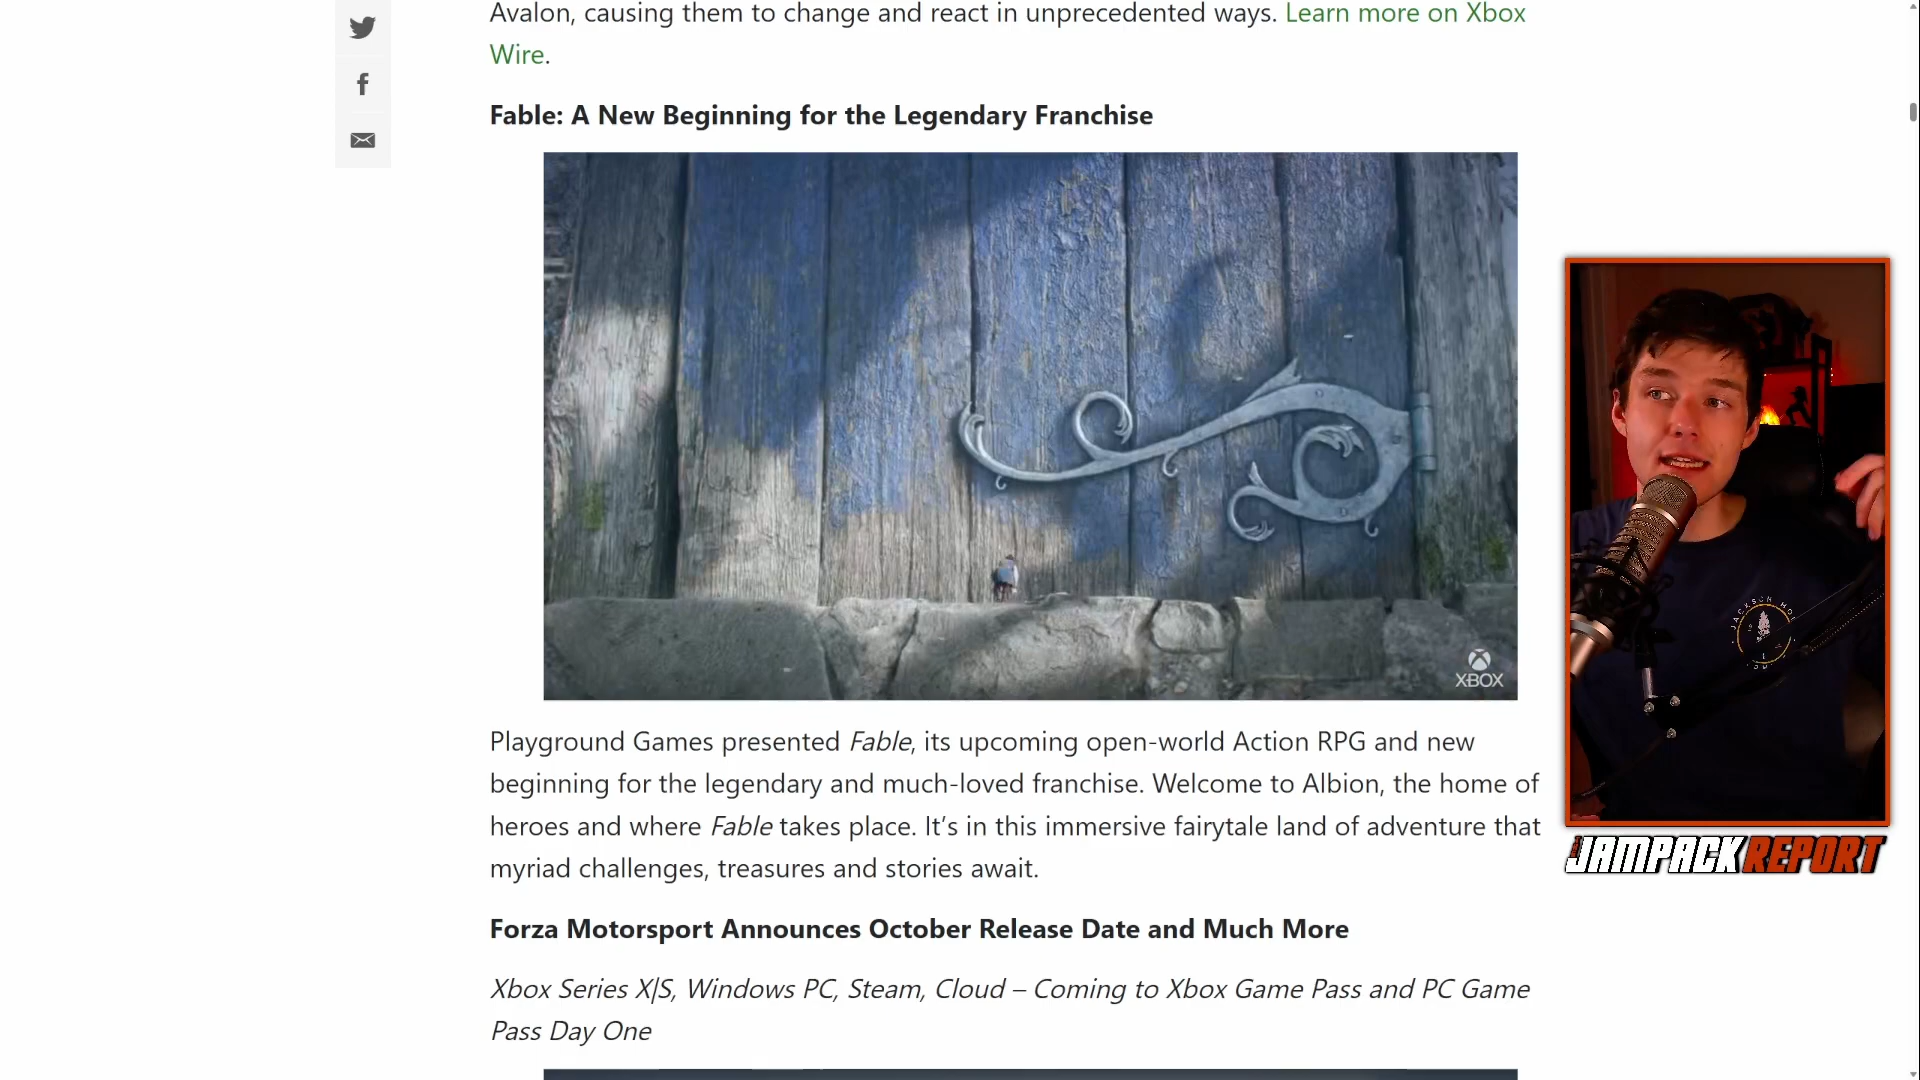 Avalon, causing them to change and react in unprecedented ways. Learn more on Xbox
Wire.
Fable: A New Beginning for the Legendary Franchise
XBOX
Playground Games presented Fable, its upcoming open-world Action RPG and new
beginning for the legendary and much-loved franchise. Welcome to Albion, the home of
heroes and where Fable takes place. It’s in this immersive fairytale land of adventure that
myriad challenges, treasures and stories await.
Forza Motorsport Announces October Release Date and Much More
Xbox Series X|S, Windows PC, Steam, Cloud – Coming to Xbox Game Pass and PC Game
Pass Day One
JAMPACK REPORT